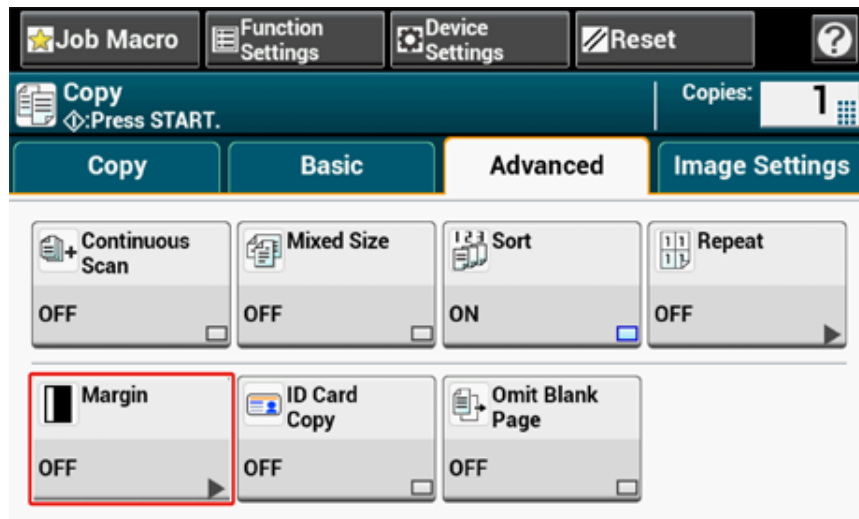 Job Macro
Function
Settings
Device
Settings
Reset
?
Copy
:Press START.
Copies:
1
Copy
Basic
Advanced
Image Settings
Continuous
Scan
OFF
Mixed Size
OFF
Sort
ON
Repeat
OFF
Margin
OFF
ID Card
Copy
OFF
Omit Blank
Page
OFF